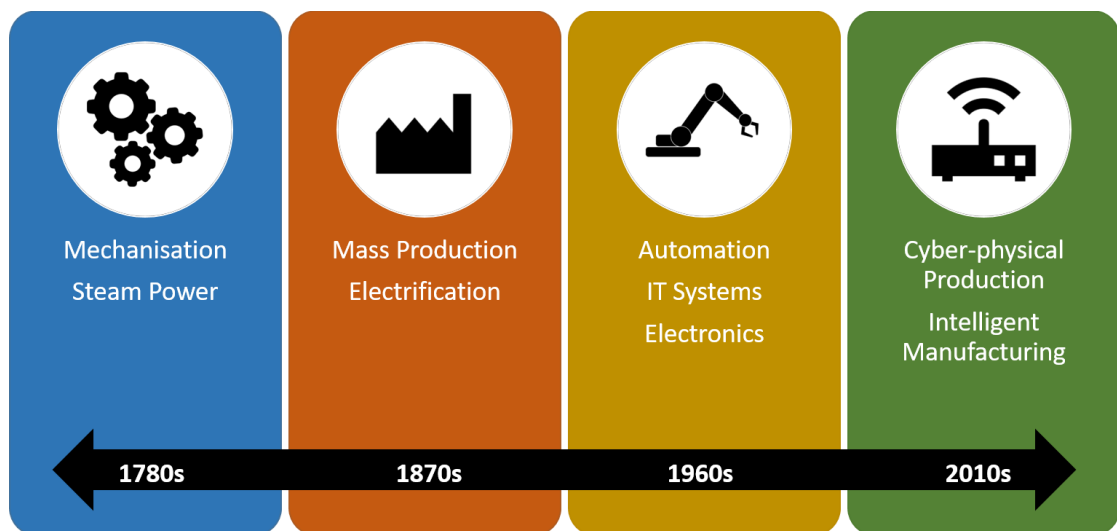 Mechanisation
Steam Power
Mass Production
Electrification
Automation
IT Systems
Electronics
Cyber-physical
Production
Intelligent
Manufacturing
1780s
1870s
1960s
2010s